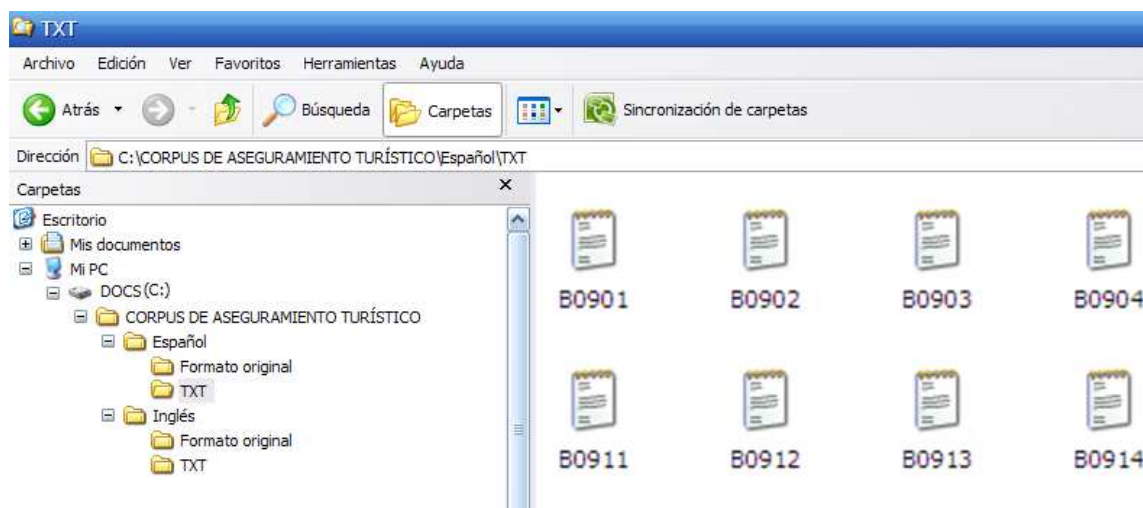 TXT
Archivo Edición Ver Favoritos Herramientas Ayuda
Atrás Búsqueda Carpetas Sincronización de carpetas
Dirección C:\CORPUS DE ASEGURAMIENTO TURÍSTICO\Español\TXT
Carpetas x
Escritorio
Mis documentos
Mi PC
DOCS (C:)
CORPUS DE ASEGURAMIENTO TURÍSTICO
Español
Formato original
TXT
Inglés
Formato original
TXT
B0901 B0902 B0903 B0904
B0911 B0912 B0913 B0914